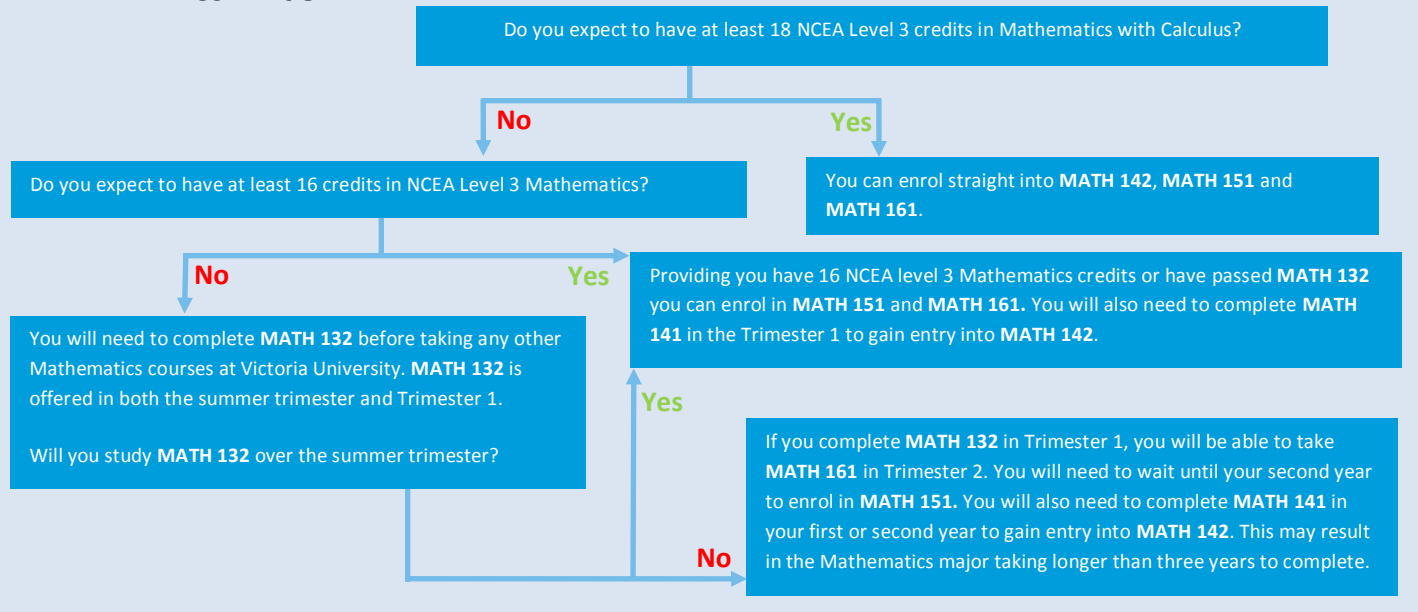 Do you expect to have at least 18 NCEA Level 3 credits in Mathematics with Calculus?
No
Yes
Do you expect to have at least 16 credits in NCEA Level 3 Mathematics?
You can enrol straight into MATH 142, MATH 151 and
MATH 161.
No
Yes
Providing you have 16 NCEA level 3 Mathematics credits or have passed MATH 132
you can enrol in MATH 151 and MATH 161. You will also need to complete MATH
141 in the Trimester 1 to gain entry into MATH 142.
You will need to complete MATH 132 before taking any other
Mathematics courses at Victoria University. MATH 132 is
offered in both the summer trimester and Trimester 1.
Will you study MATH 132 over the summer trimester?
Yes
No
If you complete MATH 132 in Trimester 1, you will be able to take
MATH 161 in Trimester 2. You will need to wait until your second year
to enrol in MATH 151. You will also need to complete MATH 141 in
your first or second year to gain entry into MATH 142. This may result
in the Mathematics major taking longer than three years to complete.